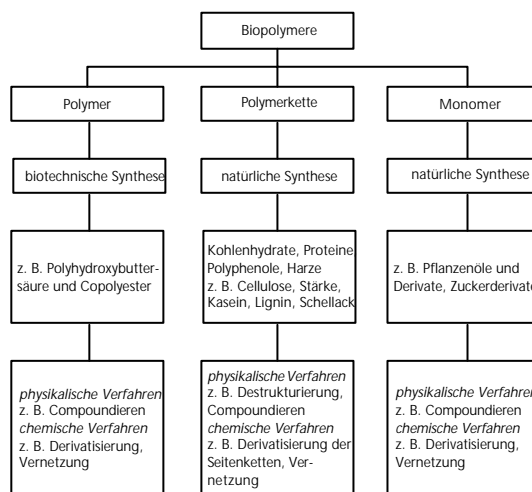 Biopolymere
Polymer
Polymerkette
Monomer
biotechnische Synthese
natürliche Synthese
natürliche Synthese
z. B. Polyhydroxybutter-
säure und Copolyester
Kohlenhydrate, Proteine
Polyphenole, Harze
z. B. Cellulose, Stärke,
Kasein, Lignin, Schellack
z. B. Pflanzenöle und
Derivate, Zuckerderivate
physikalische Verfahren
z. B. Compoundieren
chemische Verfahren
z. B. Derivatisierung,
Vernetzung
physikalische Verfahren
z. B. Destrukturierung,
Compoundieren
chemische Verfahren
z. B. Derivatisierung der
Seitenketten, Ver-
netzung
physikalische Verfahren
z. B. Compoundieren
chemische Verfahren
z. B. Derivatisierung,
Vernetzung